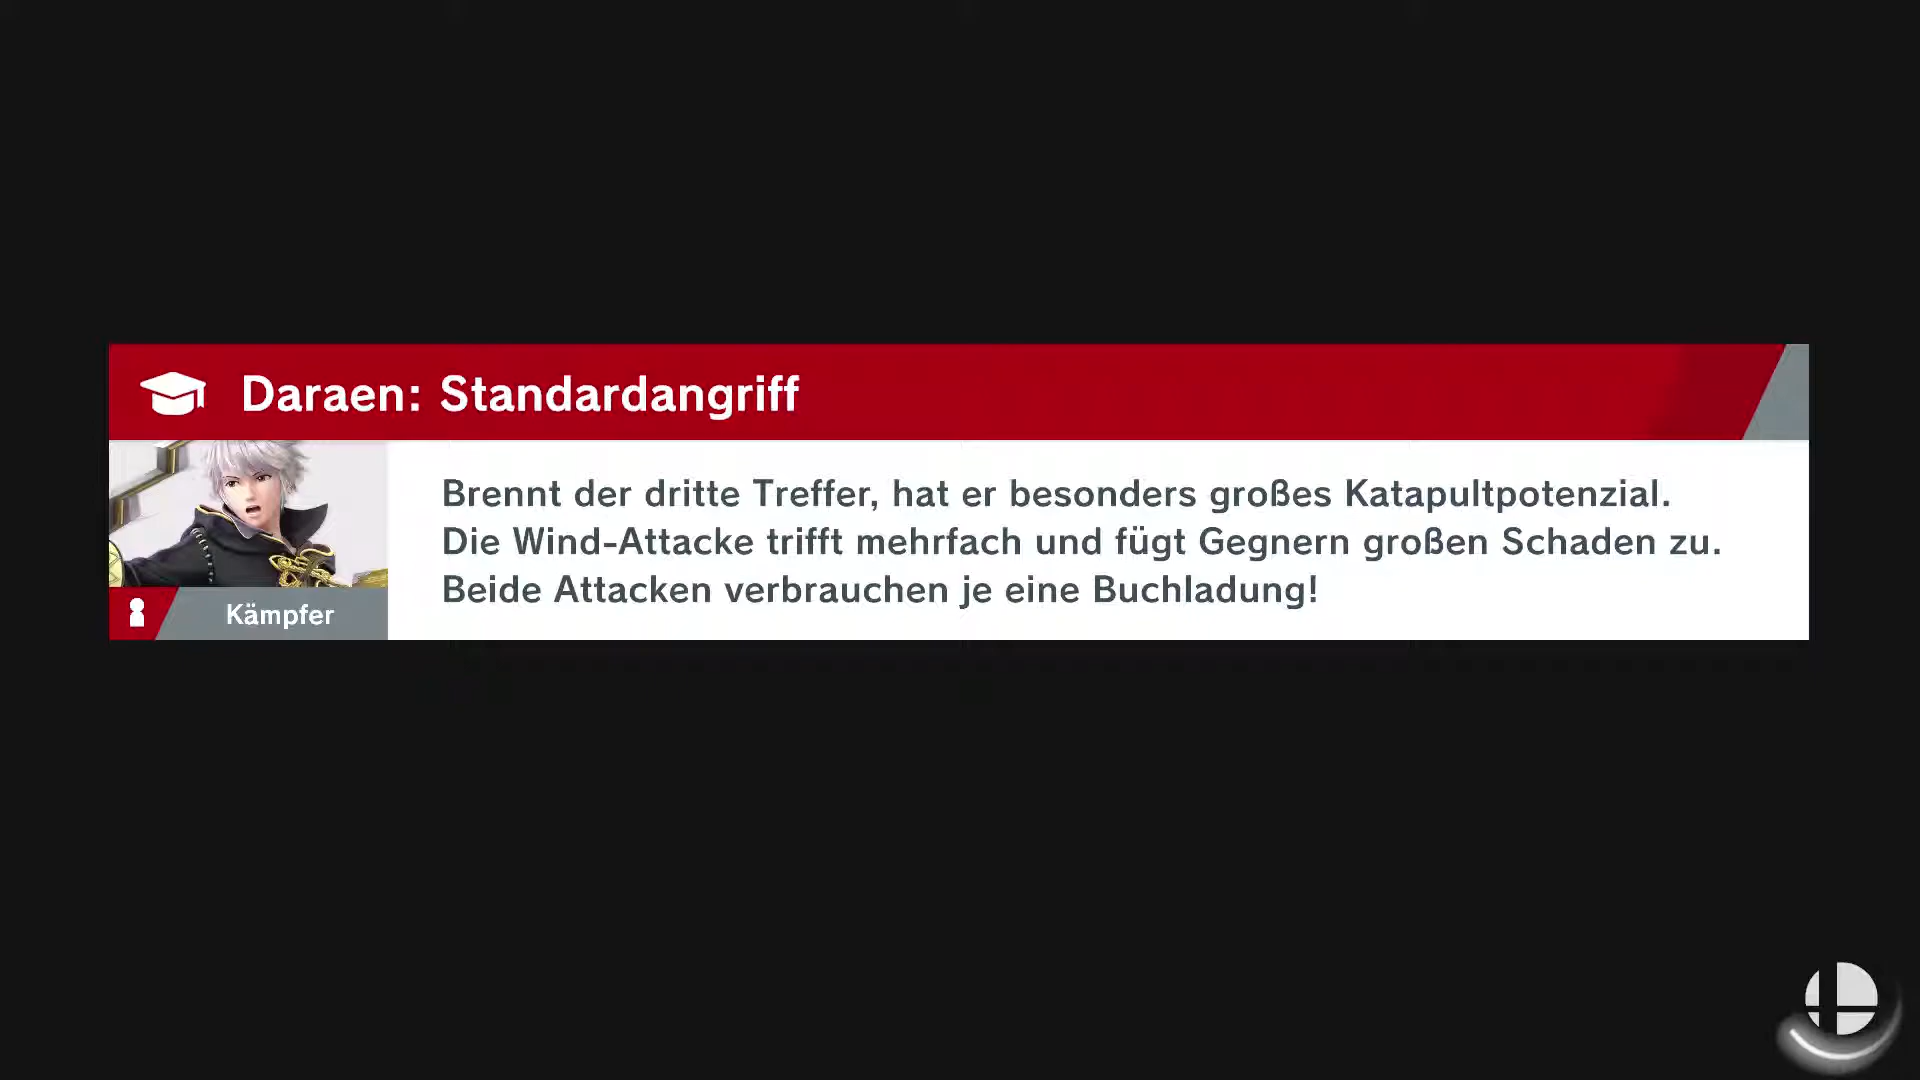 Daraen: Standardangriff
Brennt der dritte Treffer, hat er besonders großes Katapultpotenzial.
Die Wind-Attacke trifft mehrfach und fügt Gegnern großen Schaden zu.
Beide Attacken verbrauchen je eine Buchladung!
Kämpfer